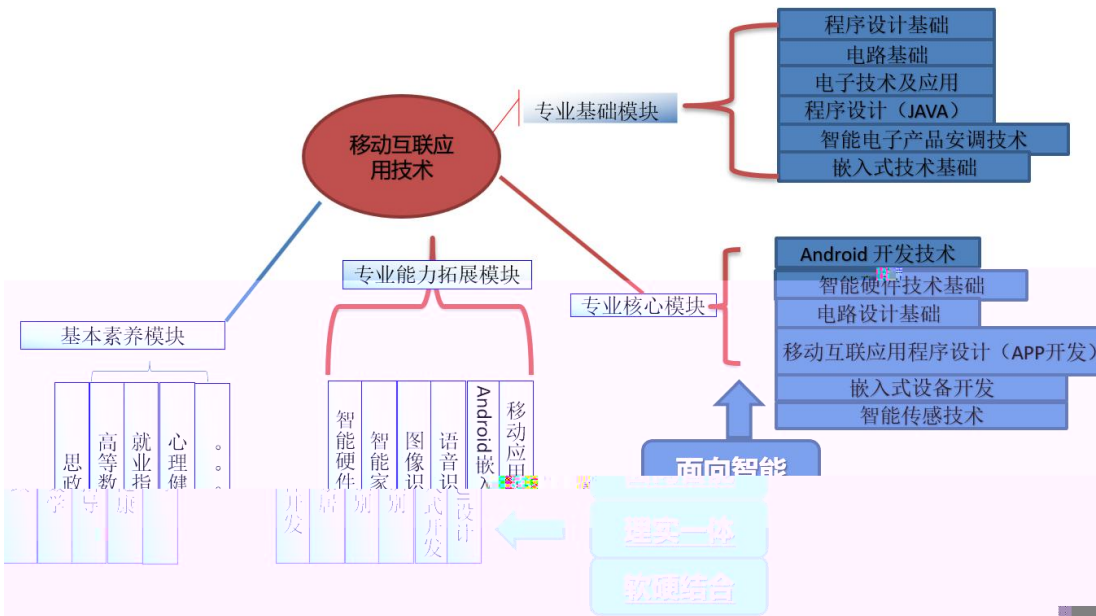 移动互联应
用技术
专业基础模块
程序设计基础
电路基础
电子技术及应用
程序设计（JAVA）
智能电子产品安调技术
嵌入式技术基础
专业核心模块
Android 开发技术
智能硬件技术基础
电路设计基础
移动互联应用程序设计（APP开发）
嵌入式设备开发
智能传感技术
专业能力拓展模块
智能硬件开发
智能家居
图像识别
语音识别
Android嵌入式开发
移动应用设计
基本素养模块
思政
高等数学
就业指导
心理健康
。。。
面向智能
理实一体
软硬结合